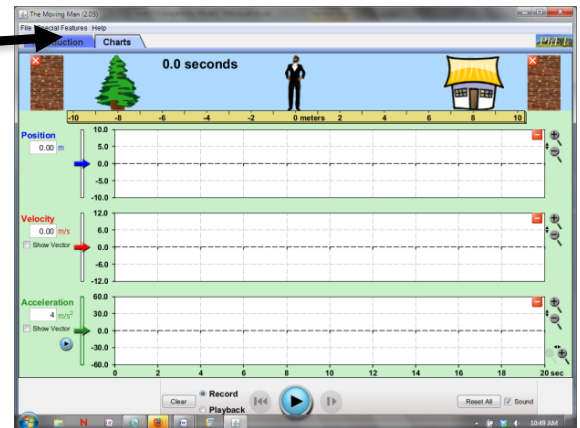 The Moving Man (2.03)
File Special Features Help
Charts
PhET
0.0 seconds
-10 -8 -6 -4 -2 0 meters 2 4 6 8 10
Position
0.00 m
10.0
5.0
0.0
-5.0
-10.0
Velocity
0.00 m/s
Show Vector
12.0
6.0
0.0
-6.0
-12.0
Acceleration
4 m/s²
Show Vector
60.0
30.0
0.0
-30.0
-60.0
0 2 4 6 8 10 12 14 16 18 20 sec
Clear
Record
Playback
Reset All
Sound
10:49 AM